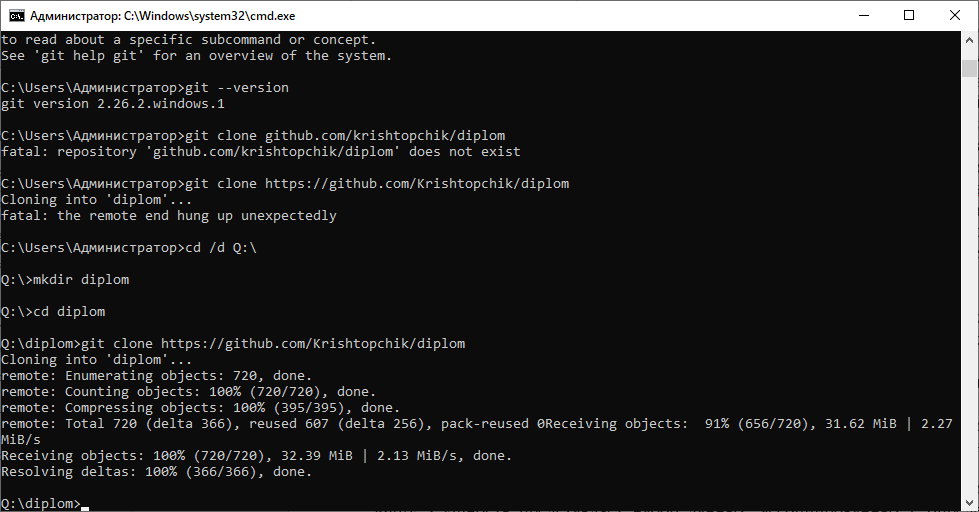 Администратор: C:\Windows\system32\cmd.exe
to read about a specific subcommand or concept.
See 'git help git' for an overview of the system.
C:\Users\Администратор>git --version
git version 2.26.2.windows.1
C:\Users\Администратор>git clone github.com/krishtopchik/diplom
fatal: repository 'github.com/krishtopchik/diplom' does not exist
C:\Users\Администратор>git clone https://github.com/Krishtopchik/diplom
Cloning into 'diplom'...
fatal: the remote end hung up unexpectedly
C:\Users\Администратор>cd /d Q:\
Q:\>mkdir diplom
Q:\>cd diplom
Q:\diplom>git clone https://github.com/Krishtopchik/diplom
Cloning into 'diplom'...
remote: Enumerating objects: 720, done.
remote: Counting objects: 100% (720/720), done.
remote: Compressing objects: 100% (395/395), done.
remote: Total 720 (delta 366), reused 607 (delta 256), pack-reused 0Receiving objects:  91% (656/720), 31.62 MiB | 2.27
MiB/s
Receiving objects: 100% (720/720), 32.39 MiB | 2.13 MiB/s, done.
Resolving deltas: 100% (366/366), done.
Q:\diplom>